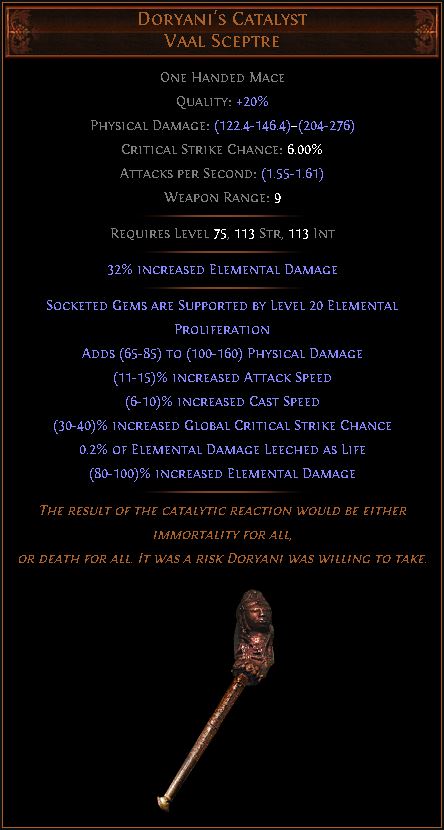 Doryani's Catalyst
Vaal Sceptre
One Handed Mace
Quality: +20%
Physical Damage: (122.4-146.4)–(204-276)
Critical Strike Chance: 6.00%
Attacks per Second: (1.55-1.61)
Weapon Range: 9
Requires Level 75, 113 Str, 113 Int
32% increased Elemental Damage
Socketed Gems are Supported by Level 20 Elemental
Proliferation
Adds (65-85) to (100-160) Physical Damage
(11-15)% increased Attack Speed
(6-10)% increased Cast Speed
(30-40)% increased Global Critical Strike Chance
0.2% of Elemental Damage Leeched as Life
(80-100)% increased Elemental Damage
The result of the catalytic reaction would be either
immortality for all,
or death for all. It was a risk Doryani was willing to take.